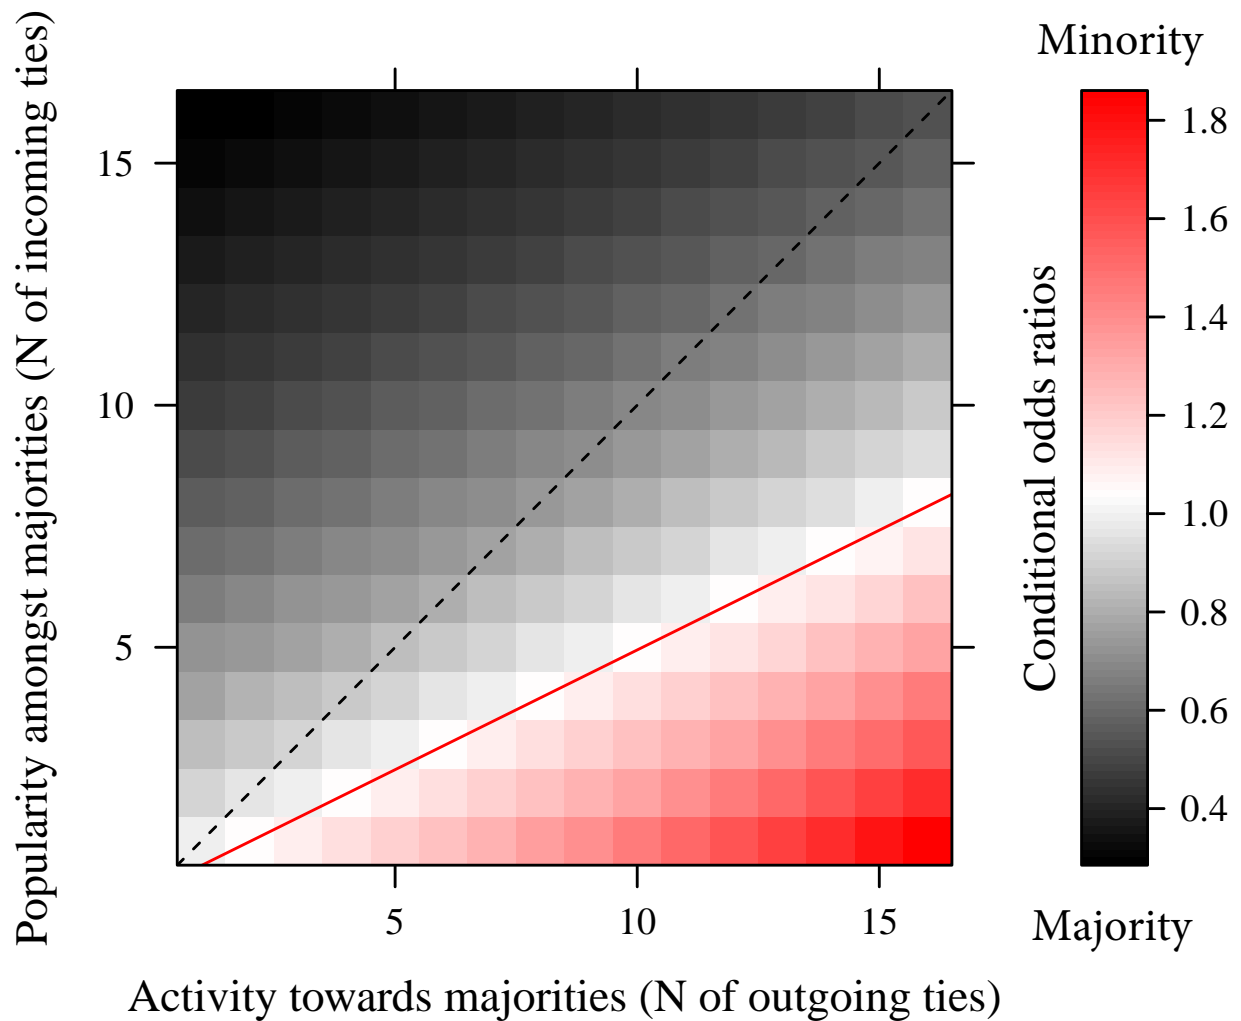 Minority
Popularity amongst majorities (N of incoming ties)
15
10
5
5
10
15
Activity towards majorities (N of outgoing ties)
Conditional odds ratios
1.8
1.6
1.4
1.2
1.0
0.8
0.6
0.4
Majority